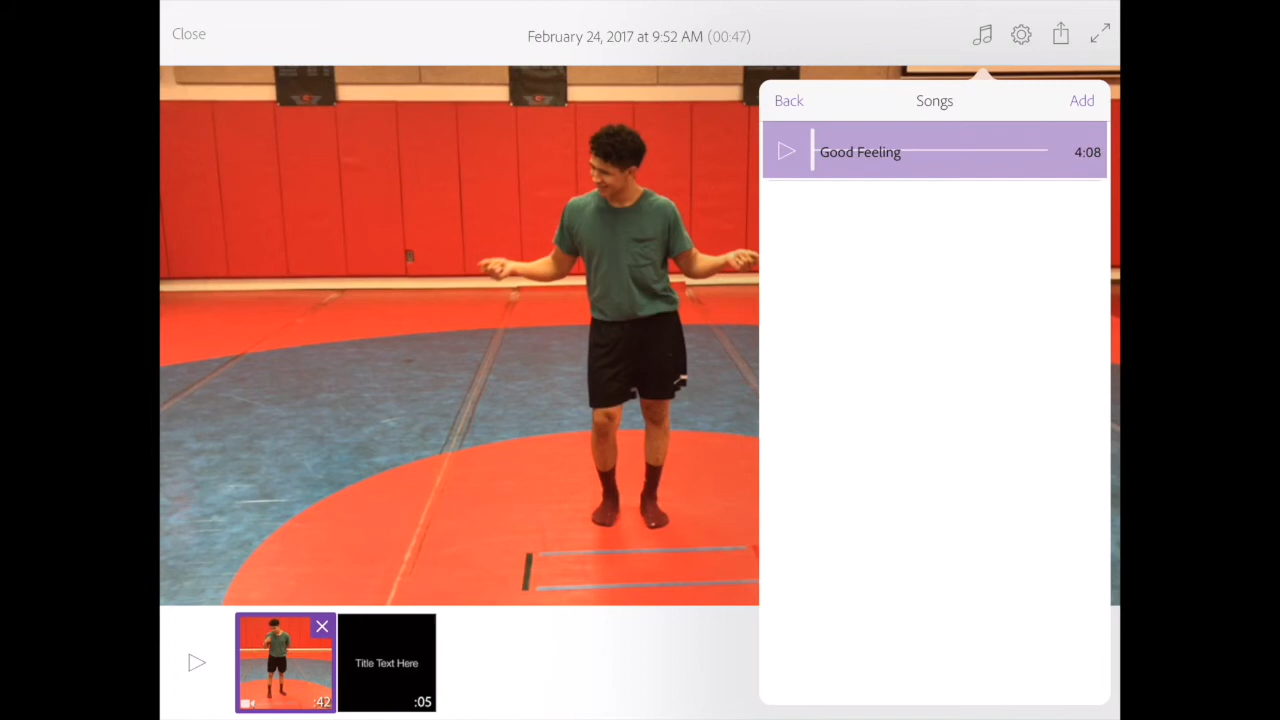 Close
February 24, 2017 at 9:52 AM (00:47)
Back
Songs
Add
Good Feeling
4:08
:42
Title Text Here
:05